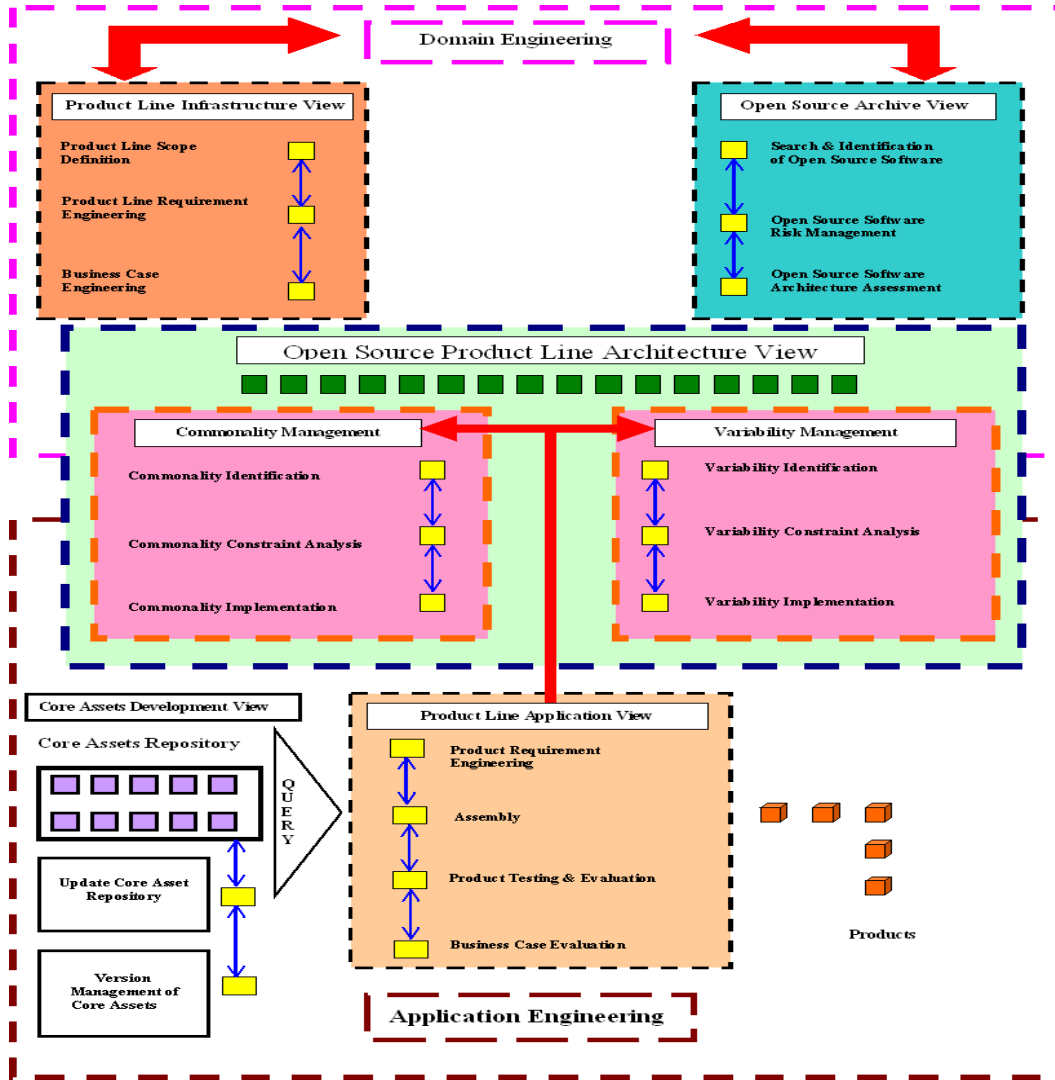 Domain Engineering
Product Line Infrastructure View
Product Line Scope
Definition
Product Line Requirement
Engineering
Business Case
Engineering
Open Source Archive View
Search & Identification
of Open Source Software
Open Source Software
Risk Management
Open Source Software
Architecture Assessment
Open Source Product Line Architecture View
Commonality Management
Commonality Identification
Commonality Constraint Analysis
Commonality Implementation
Variability Management
Variability Identification
Variability Constraint Analysis
Variability Implementation
Core Assets Development View
Core Assets Repository
QUERY
Update Core Asset
Repository
Version
Management of
Core Assets
Product Line Application View
Product Requirement
Engineering
Assembly
Product Testing & Evaluation
Business Case Evaluation
Products
Application Engineering